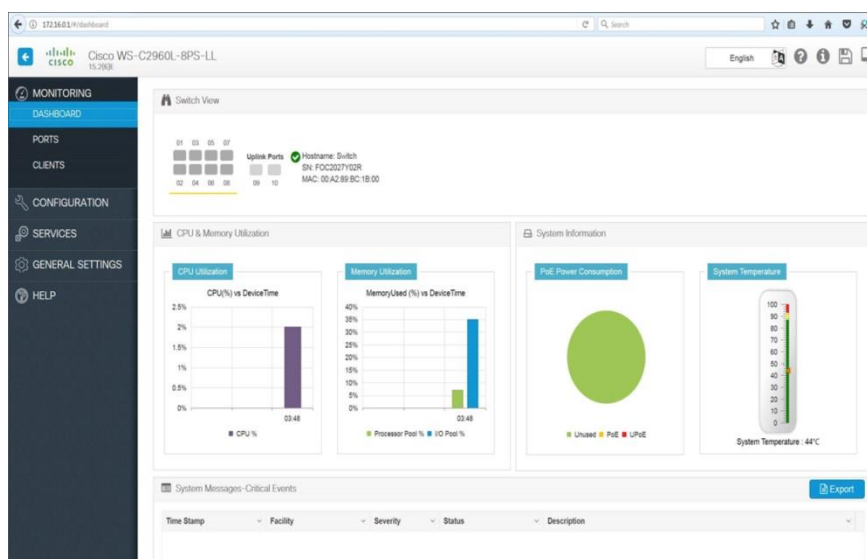 172.16.0.1/#/dashboard
Search
CISCO
Cisco WS-C2960L-8PS-LL
English
MONITORING
DASHBOARD
PORTS
CLIENTS
CONFIGURATION
SERVICES
GENERAL SETTINGS
HELP
Switch View
01 03 05 07
02 04 06 08
Uplink Ports
09 10
Hostname: Switch
SN: FOC2027Y02R
MAC: 00:A2:89:BC:1B:00
CPU & Memory Utilization
CPU Utilization
CPU(%) vs DeviceTime
2.5%
2%
1.5%
1%
0.5%
0%
03:48
CPU %
Memory Utilization
MemoryUsed (%) vs DeviceTime
40%
35%
30%
25%
20%
15%
10%
5%
0%
03:48
Processor Pool % I/O Pool %
System Information
PoE Power Consumption
Unused PoE UPoE
System Temperature
100
90
80
70
60
50
40
30
20
10
0
System Temperature : 44°C
System Messages-Critical Events
Export
Time Stamp Facility Severity Status Description